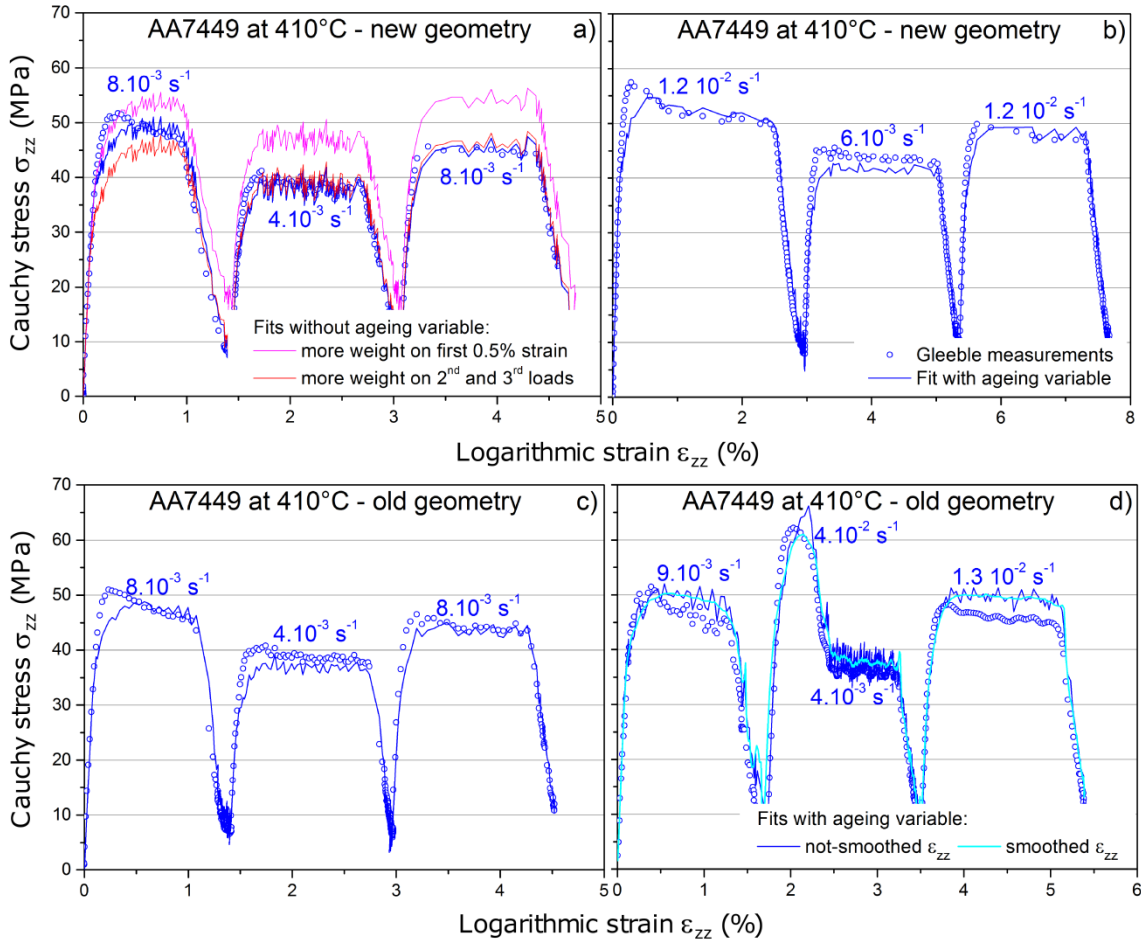 AA7449 at 410°C - new geometry
a)
Cauchy stress σzz (MPa)
70
60
50
40
30
20
10
0
8.10⁻³ s⁻¹
4.10⁻³ s⁻¹
8.10⁻³ s⁻¹
Fits without ageing variable:
more weight on first 0.5% strain
more weight on 2ⁿᵈ and 3ʳᵈ loads
0 1 2 3 4 5
AA7449 at 410°C - new geometry
b)
1.2 10⁻² s⁻¹
6.10⁻³ s⁻¹
1.2 10⁻² s⁻¹
Gleeble measurements
Fit with ageing variable
0 2 4 6 8
Logarithmic strain εzz (%)
Logarithmic strain εzz (%)
AA7449 at 410°C - old geometry
c)
Cauchy stress σzz (MPa)
70
60
50
40
30
20
10
0
8.10⁻³ s⁻¹
4.10⁻³ s⁻¹
8.10⁻³ s⁻¹
0 1 2 3 4 5
Logarithmic strain εzz (%)
AA7449 at 410°C - old geometry
d)
9.10⁻³ s⁻¹
4.10⁻² s⁻¹
4.10⁻³ s⁻¹
1.3 10⁻² s⁻¹
Fits with ageing variable:
not-smoothed εzz
smoothed εzz
0 1 2 3 4 5 6
Logarithmic strain εzz (%)